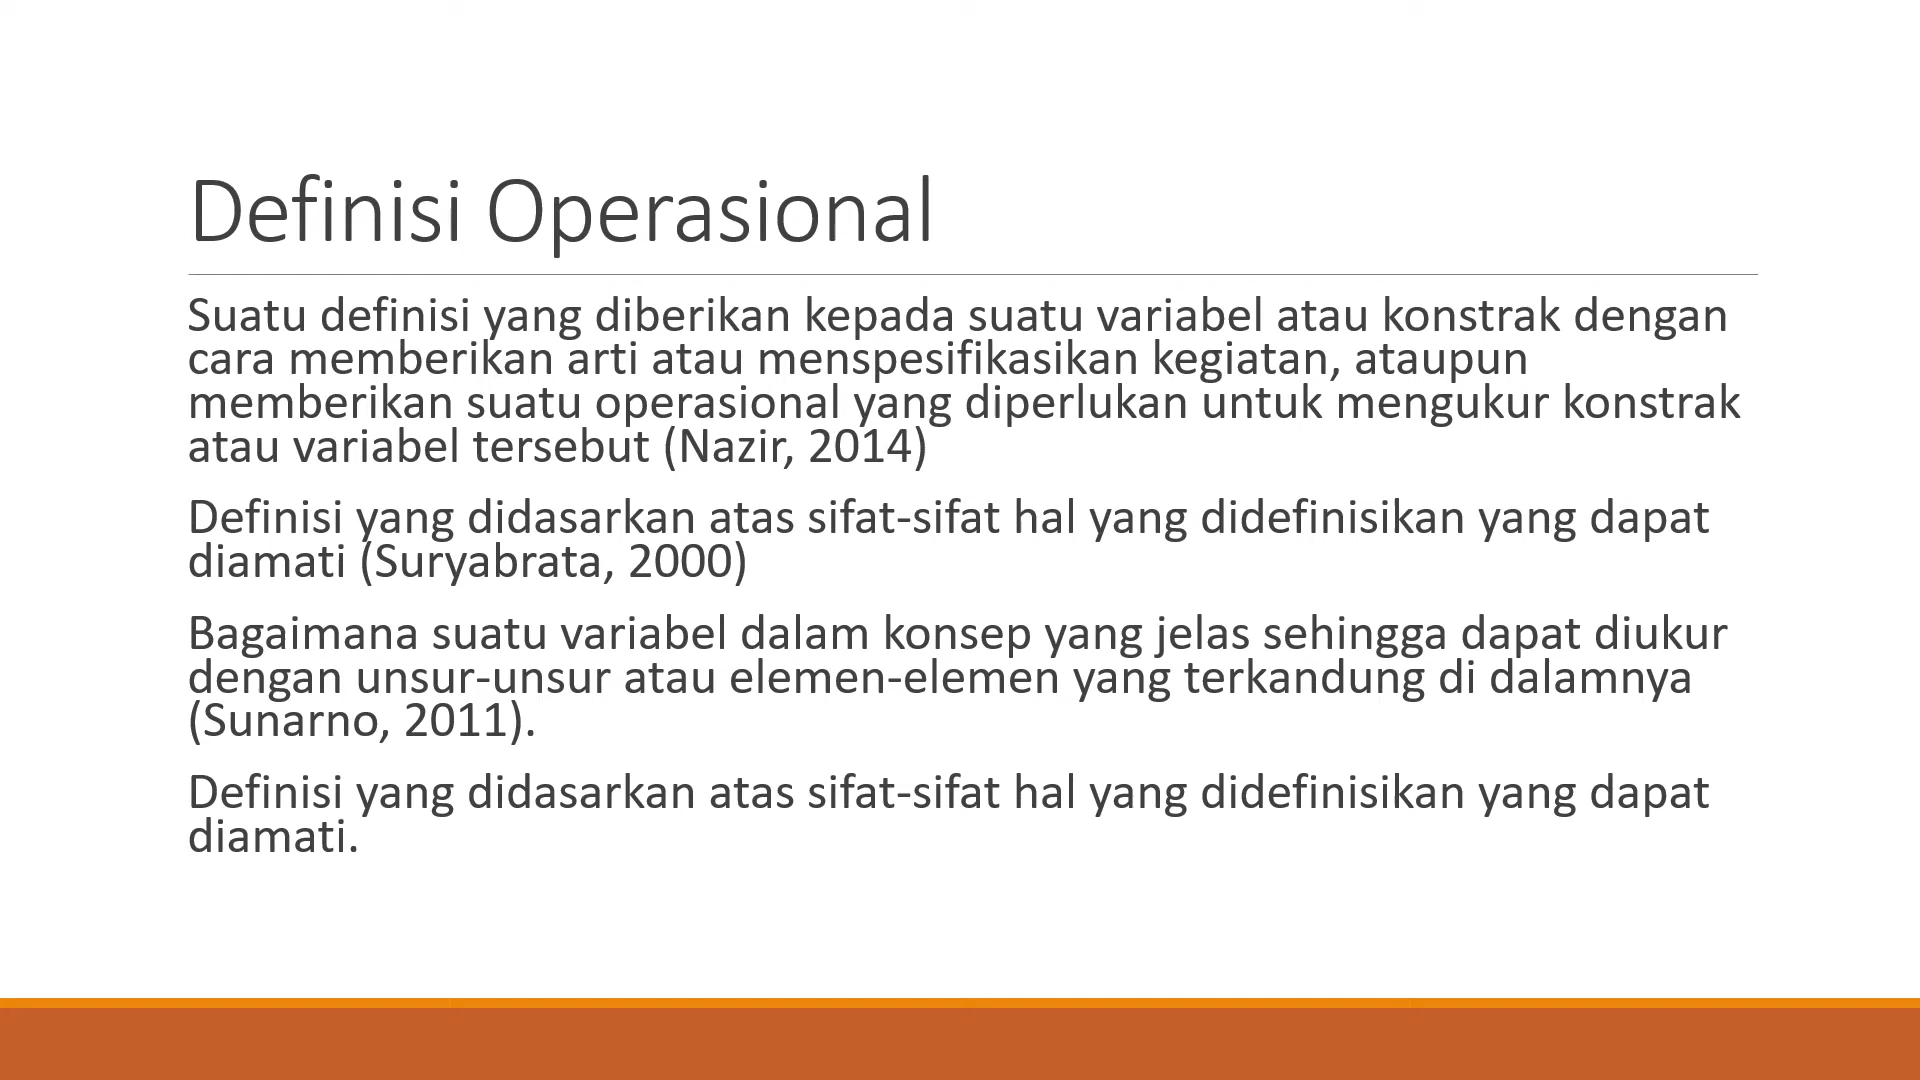 Definisi Operasional
Suatu definisi yang diberikan kepada suatu variabel atau konstrak dengan
cara memberikan arti atau menspesifikasikan kegiatan, ataupun
memberikan suatu operasional yang diperlukan untuk mengukur konstrak
atau variabel tersebut (Nazir, 2014)
Definisi yang didasarkan atas sifat-sifat hal yang didefinisikan yang dapat
diamati (Suryabrata, 2000)
Bagaimana suatu variabel dalam konsep yang jelas sehingga dapat diukur
dengan unsur-unsur atau elemen-elemen yang terkandung di dalamnya
(Sunarno, 2011).
Definisi yang didasarkan atas sifat-sifat hal yang didefinisikan yang dapat
diamati.